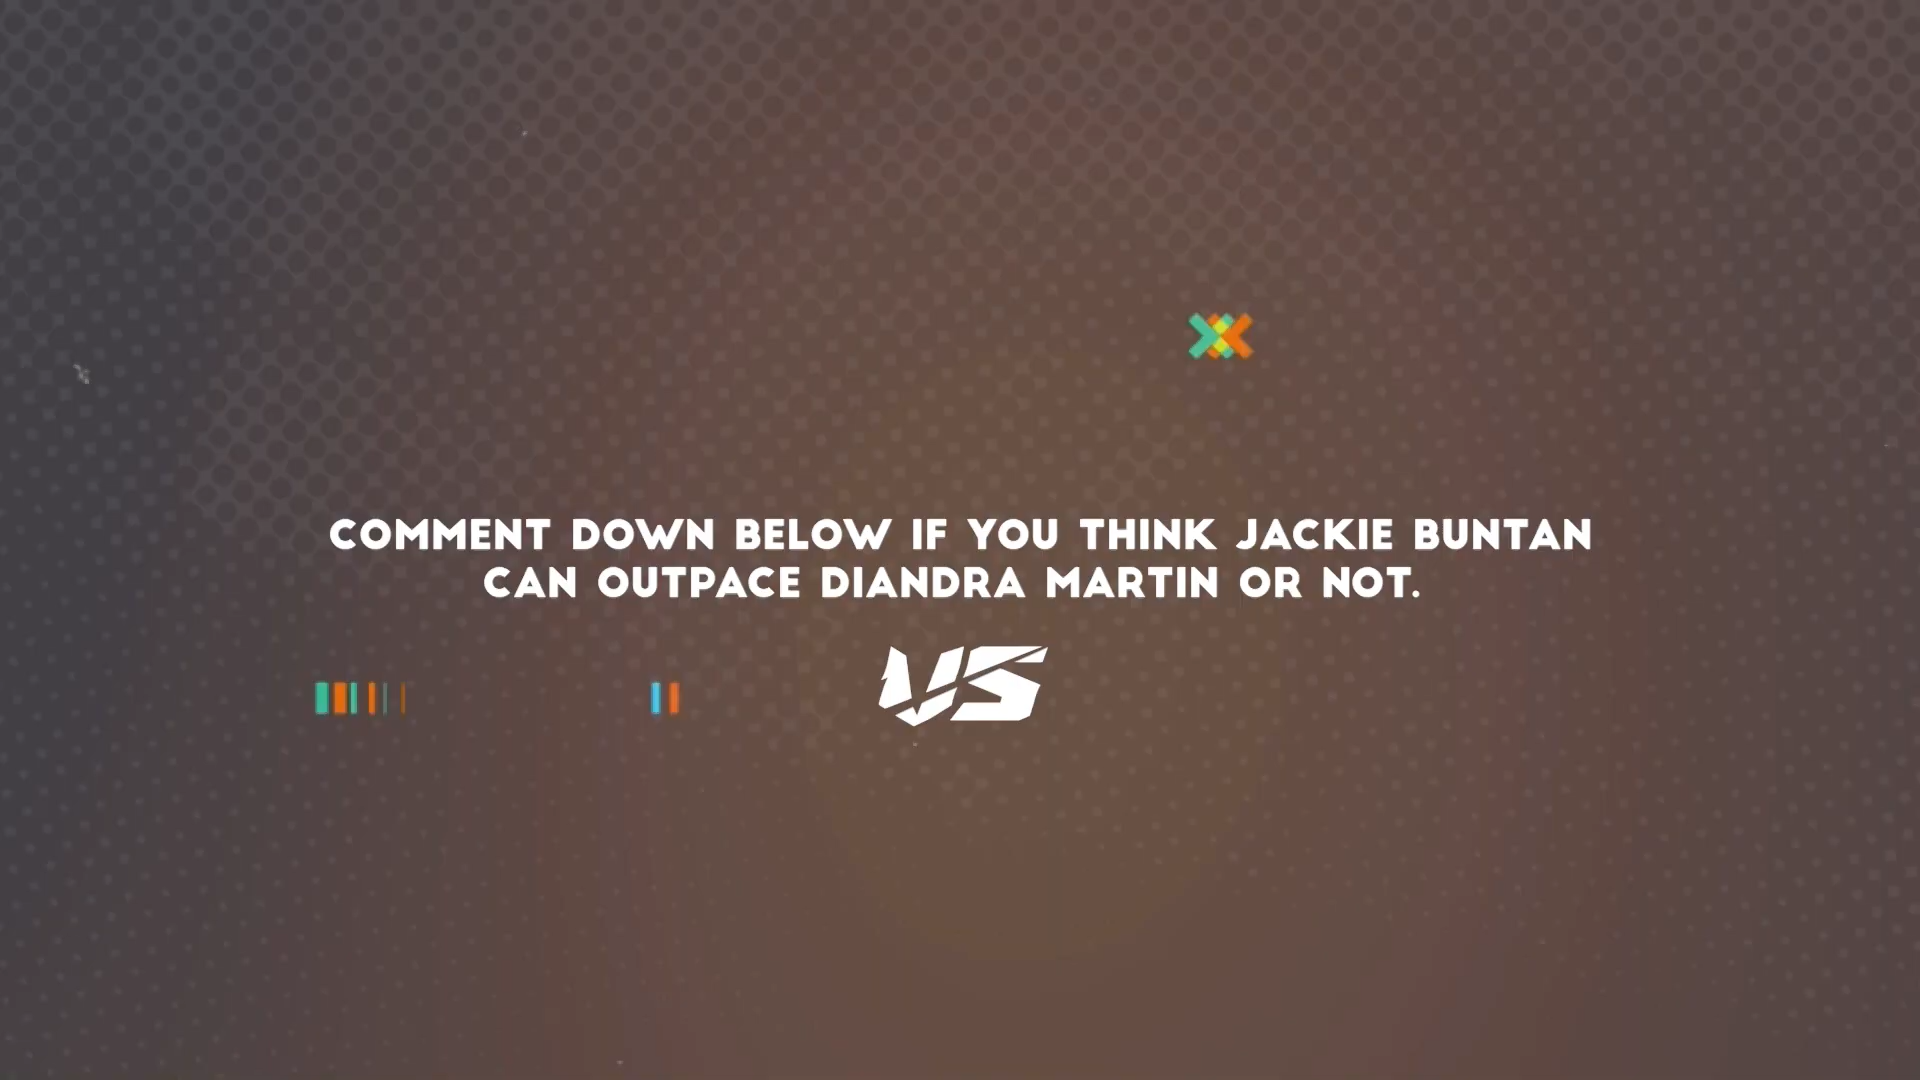 COMMENT DOWN BELOW IF YOU THINK JACKIE BUNTAN
CAN OUTPACE DIANDRA MARTIN OR NOT.
VS